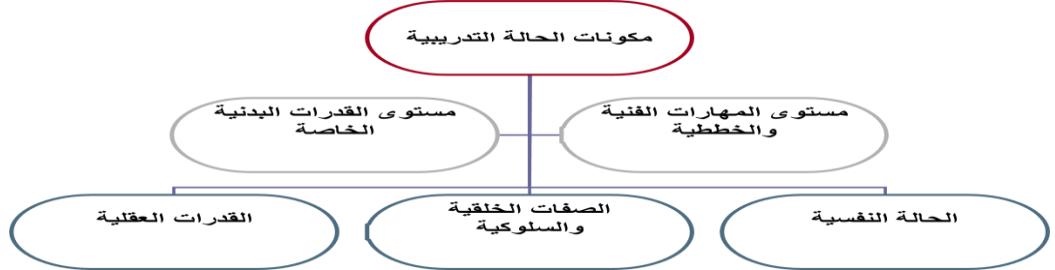 مكونات الحالة التدريبية
مستوى المهارات الفنية
والخططية
مستوى القدرات البدنية
الخاصة
الحالة النفسية
الصفات الخلقية
والسلوكية
القدرات العقلية